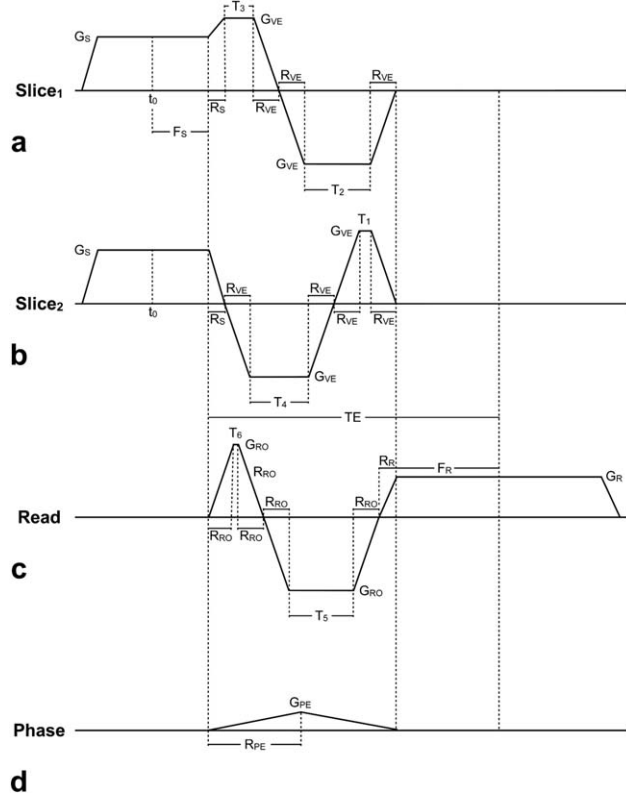 T3
GVE
GS
RVE
RVE
Slice1
t0
RS
RVE
FS
a
GVE
T2
T1
GVE
GS
RVE
RVE
Slice2
t0
RS
RVE
RVE
b
GVE
T4
TE
T6
GRO
RR
FR
RRO
GR
RRO
RRO
Read
RRO
RRO
c
GRO
T5
GPE
Phase
RPE
d